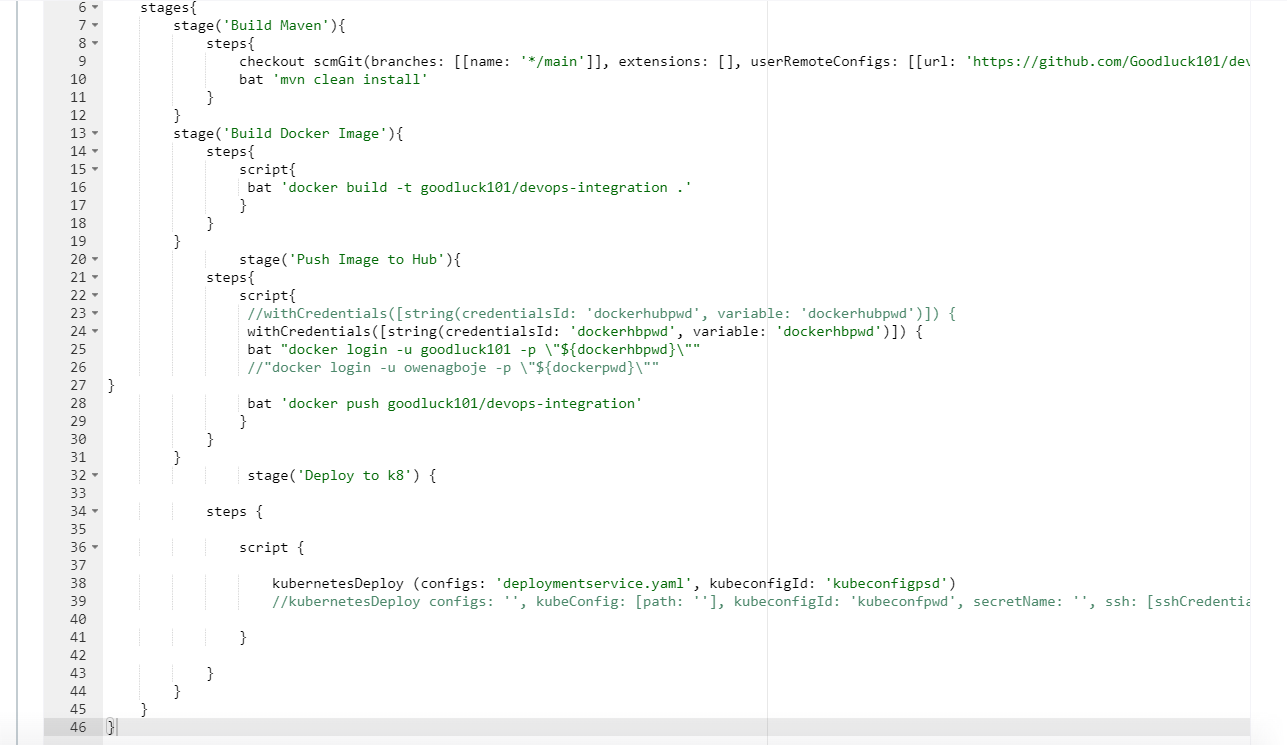 6 stages{
7 stage('Build Maven'){
8 steps{
9 checkout scmGit(branches: [[name: '*/main']], extensions: [], userRemoteConfigs: [[url: 'https://github.com/Goodluck101/dev
10 bat 'mvn clean install'
11 }
12 }
13 stage('Build Docker Image'){
14 steps{
15 script{
16 bat 'docker build -t goodluck101/devops-integration .'
17 }
18 }
19 }
20 stage('Push Image to Hub'){
21 steps{
22 script{
23 //withCredentials([string(credentialsId: 'dockerhubpwd', variable: 'dockerhubpwd')]) {
24 withCredentials([string(credentialsId: 'dockerhbpwd', variable: 'dockerhbpwd')]) {
25 bat "docker login -u goodluck101 -p \"${dockerhbpwd}\""
26 //"docker login -u owenagboje -p \"${dockerpwd}\""
27 }
28 bat 'docker push goodluck101/devops-integration'
29 }
30 }
31 }
32 stage('Deploy to k8') {
33
34 steps {
35
36 script {
37
38 kubernetesDeploy (configs: 'deploymentservice.yaml', kubeconfigId: 'kubeconfigpsd')
39 //kubernetesDeploy configs: '', kubeConfig: [path: ''], kubeconfigId: 'kubeconfpwd', secretName: '', ssh: [sshCredentia
40
41 }
42
43 }
44 }
45 }
46 }